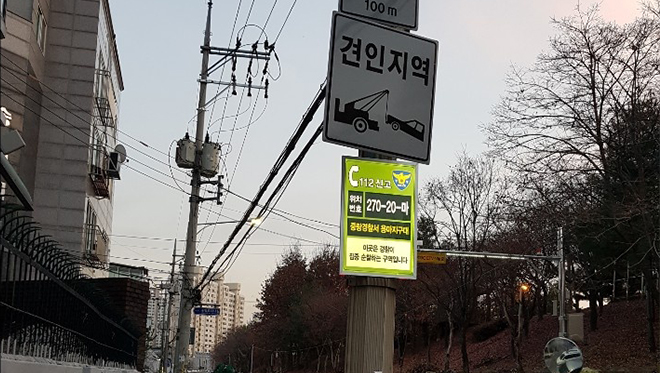 100m
견인지역
112 신고
위치
번호
270-20-마
중랑경찰서 용마지구대
이곳은 경찰이
집중 순찰하는 구역입니다